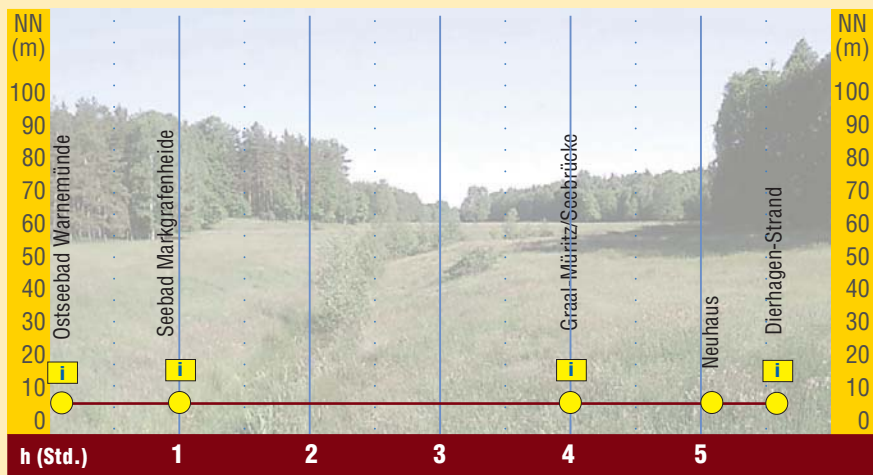 NN
(m)
100
90
80
70
60
50
40
30
20
10
0
NN
(m)
100
90
80
70
60
50
40
30
20
10
0
Ostseebad Warnemünde
Seebad Markgrafenheide
Graal-Müritz/Seebrücke
Neuhaus
Dierhagen-Strand
i
i
i
i
h (Std.) 1 2 3 4 5